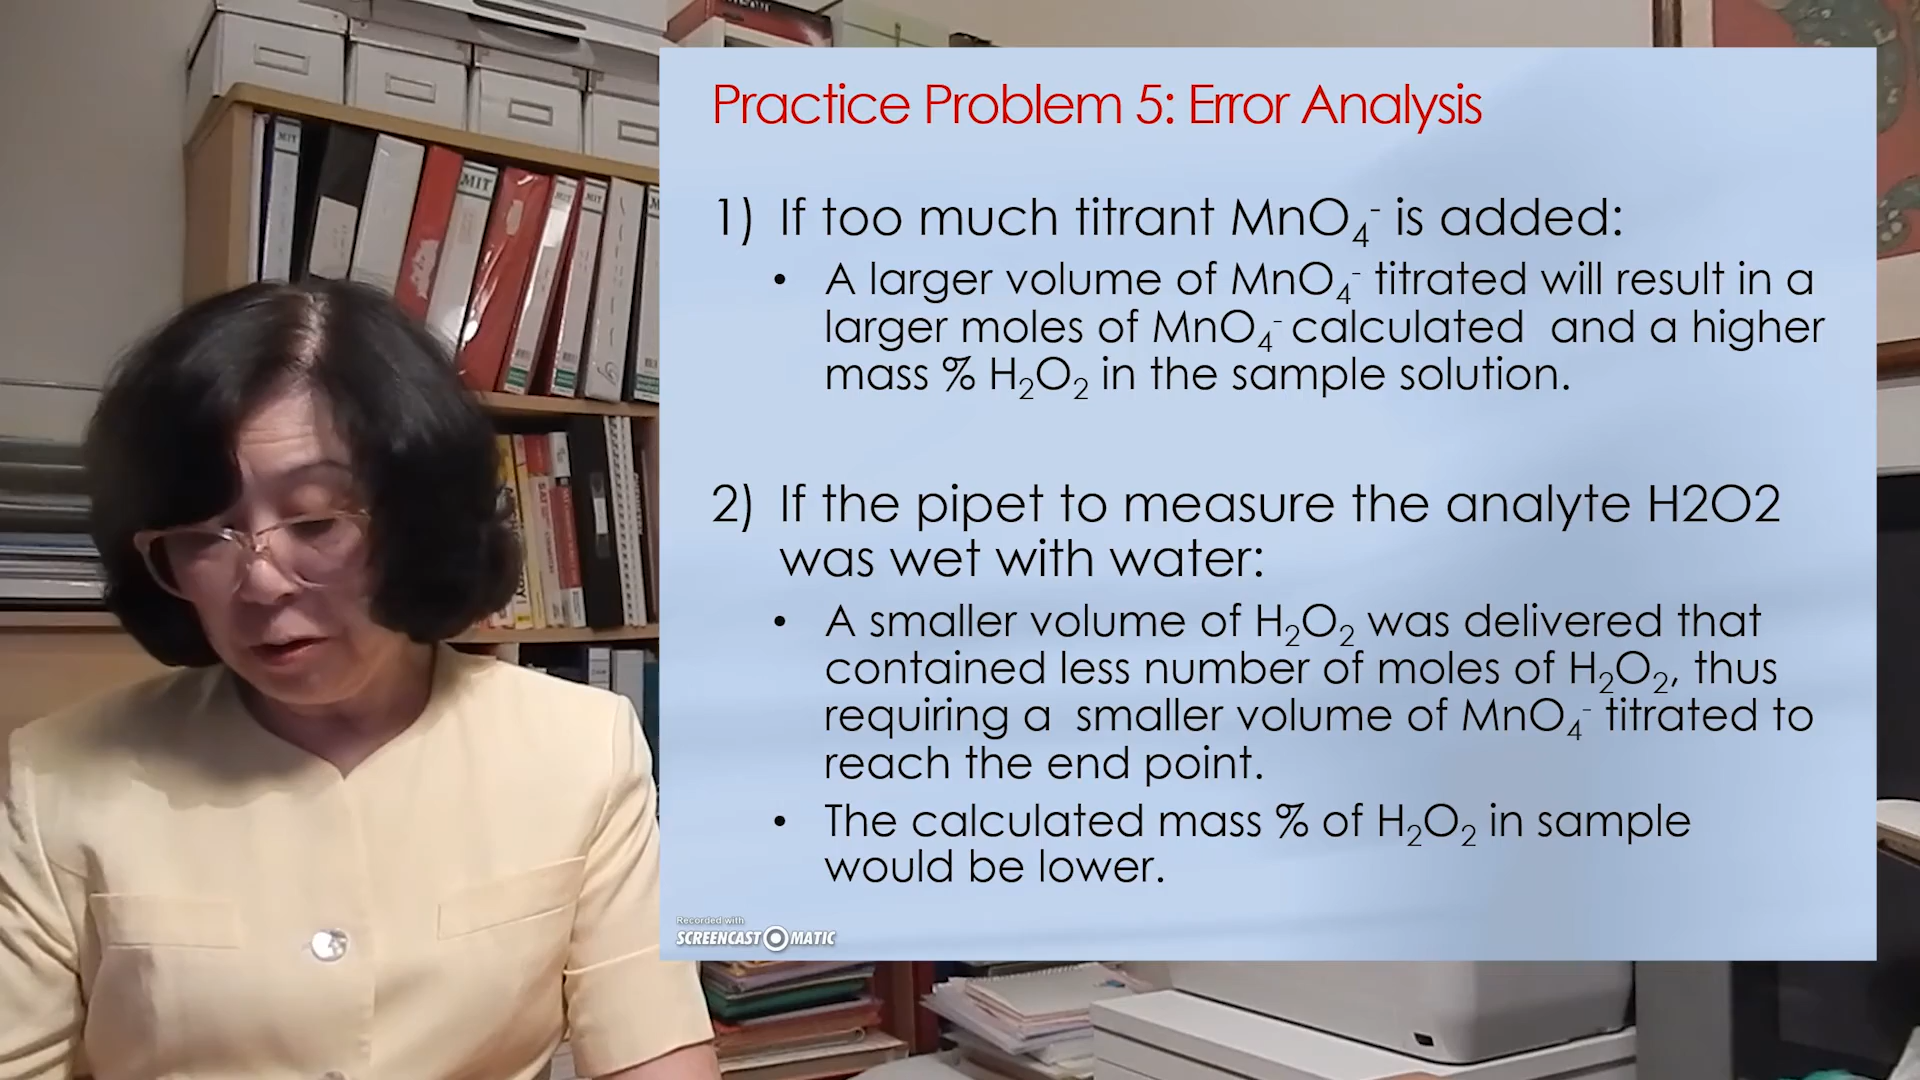 Practice Problem 5: Error Analysis
1) If too much titrant MnO₄⁻ is added:
• A larger volume of MnO₄⁻ titrated will result in a
larger moles of MnO₄⁻ calculated and a higher
mass % H₂O₂ in the sample solution.
2) If the pipet to measure the analyte H2O2
was wet with water:
• A smaller volume of H₂O₂ was delivered that
contained less number of moles of H₂O₂, thus
requiring a smaller volume of MnO₄⁻ titrated to
reach the end point.
• The calculated mass % of H₂O₂ in sample
would be lower.
Recorded with
SCREENCAST MATIC
MIT
MIT
MIT
MIT